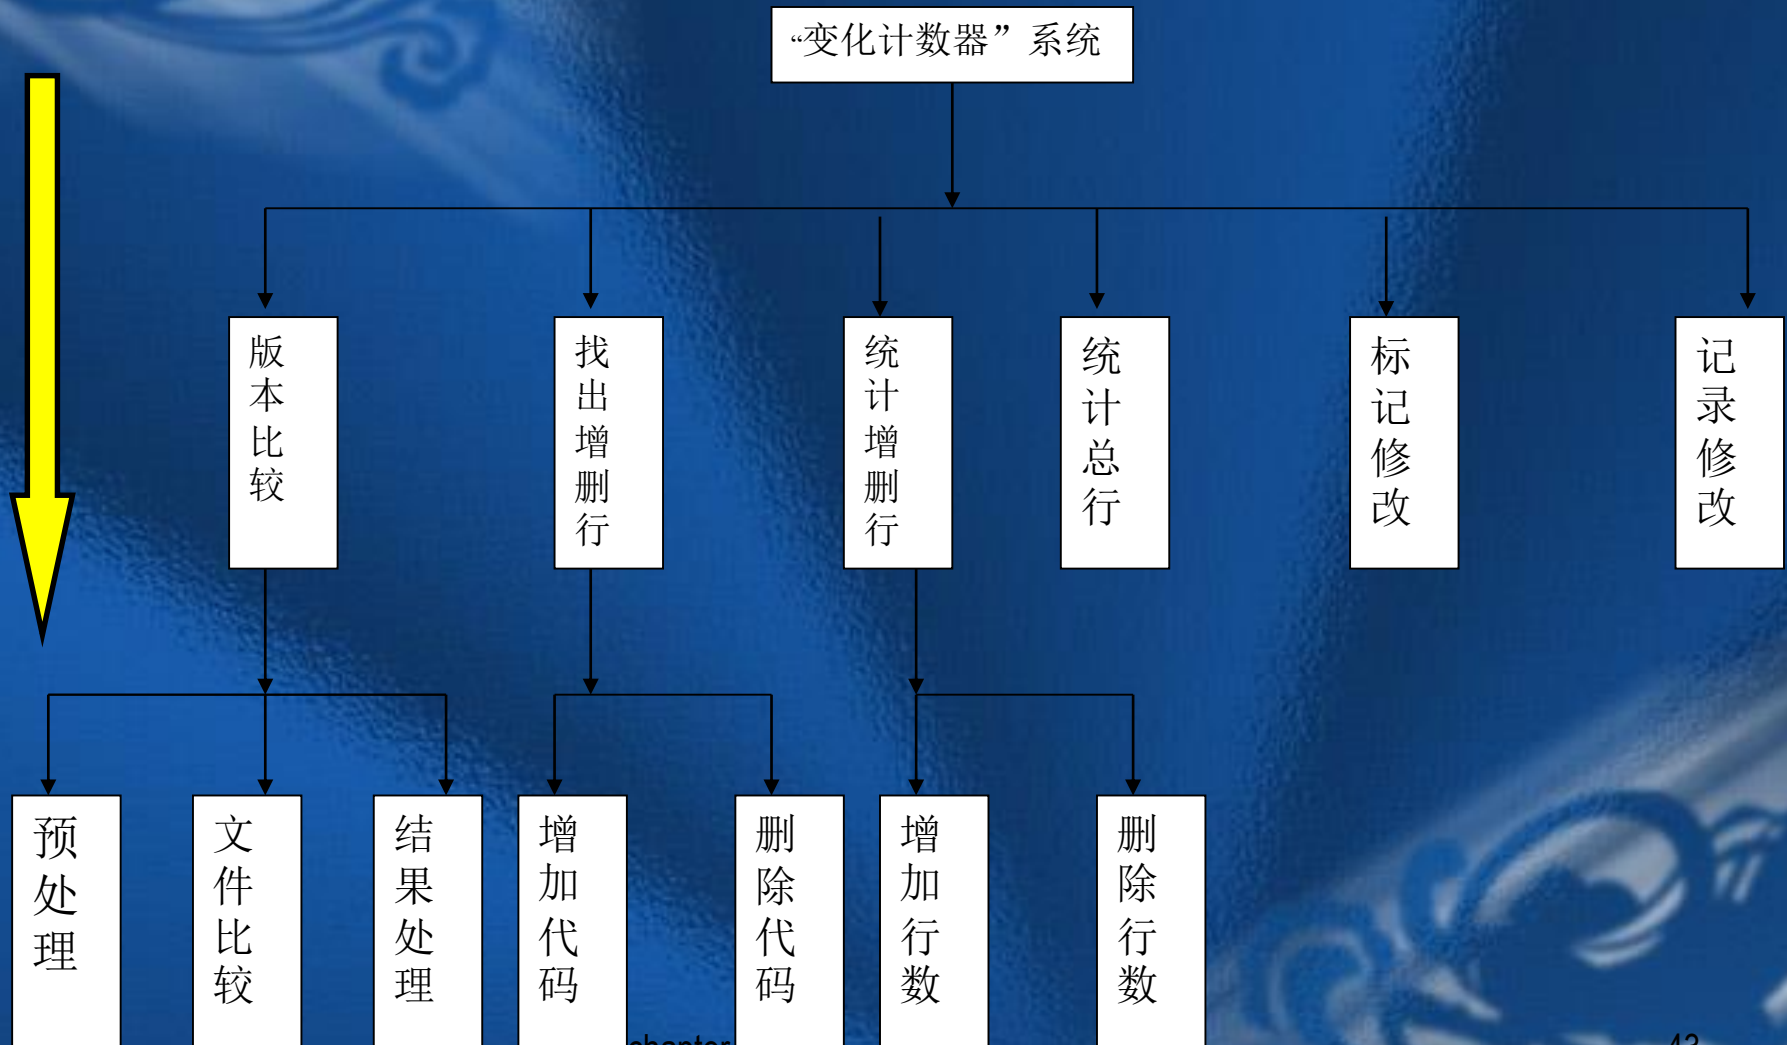 “变化计数器”系统
版本比较
找出增删行
统计增删行
统计总行
标记修改
记录修改
预处理
文件比较
结果处理
增加代码
删除代码
增加行数
删除行数
chapter
43